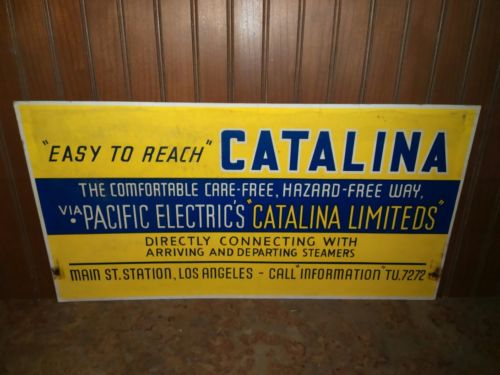 "EASY TO REACH" CATALINA
THE COMFORTABLE CARE-FREE, HAZARD-FREE WAY,
VIA • PACIFIC ELECTRIC'S "CATALINA LIMITEDS"
DIRECTLY CONNECTING WITH
ARRIVING AND DEPARTING STEAMERS
MAIN ST. STATION, LOS ANGELES - CALL "INFORMATION" TU.7272